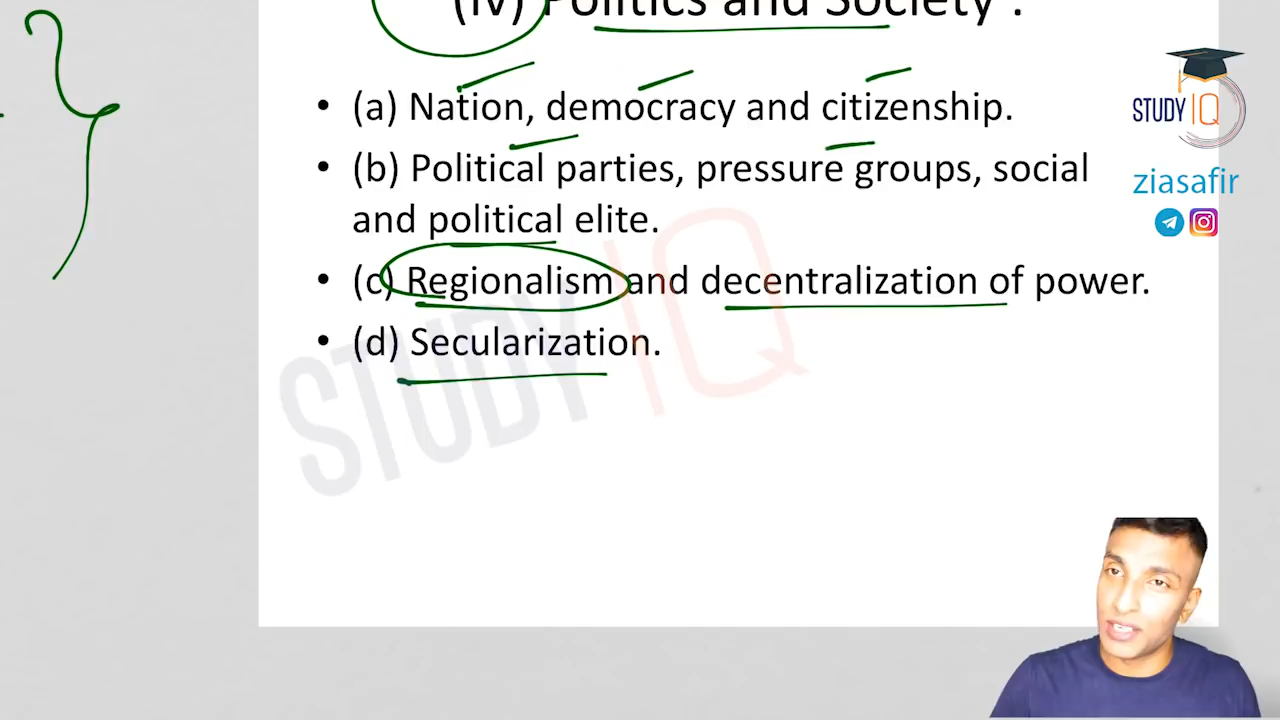 (iv) Politics and Society :
• (a) Nation, democracy and citizenship.
• (b) Political parties, pressure groups, social
and political elite.
• (c) Regionalism and decentralization of power.
• (d) Secularization.
STUDY IQ
ziasafir
STUDY IQ